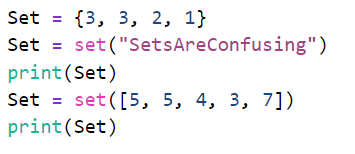 Set = {3, 3, 2, 1}
Set = set("SetsAreConfusing")
print(Set)
Set = set([5, 5, 4, 3, 7])
print(Set)